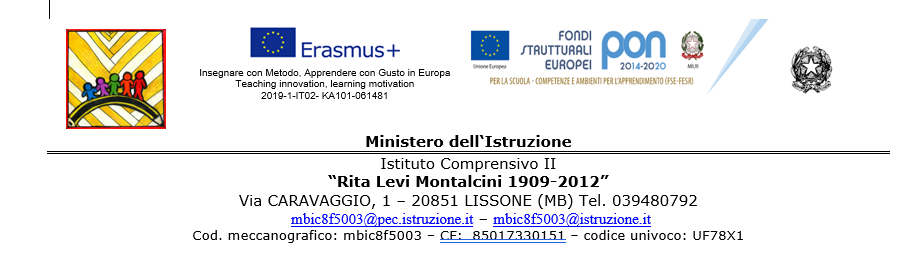 Erasmus+
Insegnare con Metodo, Apprendere con Gusto in Europa
Teaching innovation, learning motivation
2019-1-IT02- KA101-061481
Unione Europea
FONDI
STRUTTURALI
EUROPEI
pon
2014-2020
MIUR
PER LA SCUOLA - COMPETENZE E AMBIENTI PER L'APPRENDIMENTO (FSE-FESR)
Ministero dell'Istruzione
Istituto Comprensivo II
“Rita Levi Montalcini 1909-2012”
Via CARAVAGGIO, 1 – 20851 LISSONE (MB) Tel. 039480792
mbic8f5003@pec.istruzione.it – mbic8f5003@istruzione.it
Cod. meccanografico: mbic8f5003 – CF: 85017330151 – codice univoco: UF78X1